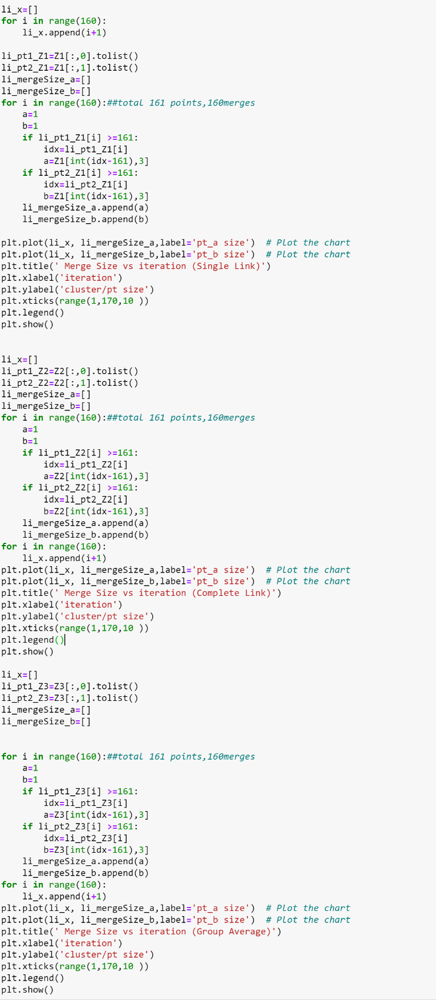 li_x=[]
for i in range(160):
    li_x.append(i+1)

li_pt1_Z1=Z1[:,0].tolist()
li_pt2_Z1=Z1[:,1].tolist()
li_mergeSize_a=[]
li_mergeSize_b=[]
for i in range(160):##total 161 points,160merges
    a=1
    b=1
    if li_pt1_Z1[i] >=161:
        idx=li_pt1_Z1[i]
        a=Z1[int(idx-161),3]
    if li_pt2_Z1[i] >=161:
        idx=li_pt2_Z1[i]
        b=Z1[int(idx-161),3]
    li_mergeSize_a.append(a)
    li_mergeSize_b.append(b)

plt.plot(li_x, li_mergeSize_a,label='pt_a size')  # Plot the chart
plt.plot(li_x, li_mergeSize_b,label='pt_b size')  # Plot the chart
plt.title(' Merge Size vs iteration (Single Link)')
plt.xlabel('iteration')
plt.ylabel('cluster/pt size')
plt.xticks(range(1,170,10 ))
plt.legend()
plt.show()


li_x=[]
li_pt1_Z2=Z2[:,0].tolist()
li_pt2_Z2=Z2[:,1].tolist()
li_mergeSize_a=[]
li_mergeSize_b=[]
for i in range(160):##total 161 points,160merges
    a=1
    b=1
    if li_pt1_Z2[i] >=161:
        idx=li_pt1_Z2[i]
        a=Z2[int(idx-161),3]
    if li_pt2_Z2[i] >=161:
        idx=li_pt2_Z2[i]
        b=Z2[int(idx-161),3]
    li_mergeSize_a.append(a)
    li_mergeSize_b.append(b)
for i in range(160):
    li_x.append(i+1)
plt.plot(li_x, li_mergeSize_a,label='pt_a size')  # Plot the chart
plt.plot(li_x, li_mergeSize_b,label='pt_b size')  # Plot the chart
plt.title(' Merge Size vs iteration (Complete Link)')
plt.xlabel('iteration')
plt.ylabel('cluster/pt size')
plt.xticks(range(1,170,10 ))
plt.legend()
plt.show()

li_x=[]
li_pt1_Z3=Z3[:,0].tolist()
li_pt2_Z3=Z3[:,1].tolist()
li_mergeSize_a=[]
li_mergeSize_b=[]


for i in range(160):##total 161 points,160merges
    a=1
    b=1
    if li_pt1_Z3[i] >=161:
        idx=li_pt1_Z3[i]
        a=Z3[int(idx-161),3]
    if li_pt2_Z3[i] >=161:
        idx=li_pt2_Z3[i]
        b=Z3[int(idx-161),3]
    li_mergeSize_a.append(a)
    li_mergeSize_b.append(b)
for i in range(160):
    li_x.append(i+1)
plt.plot(li_x, li_mergeSize_a,label='pt_a size')  # Plot the chart
plt.plot(li_x, li_mergeSize_b,label='pt_b size')  # Plot the chart
plt.title(' Merge Size vs iteration (Group Average)')
plt.xlabel('iteration')
plt.ylabel('cluster/pt size')
plt.xticks(range(1,170,10 ))
plt.legend()
plt.show()